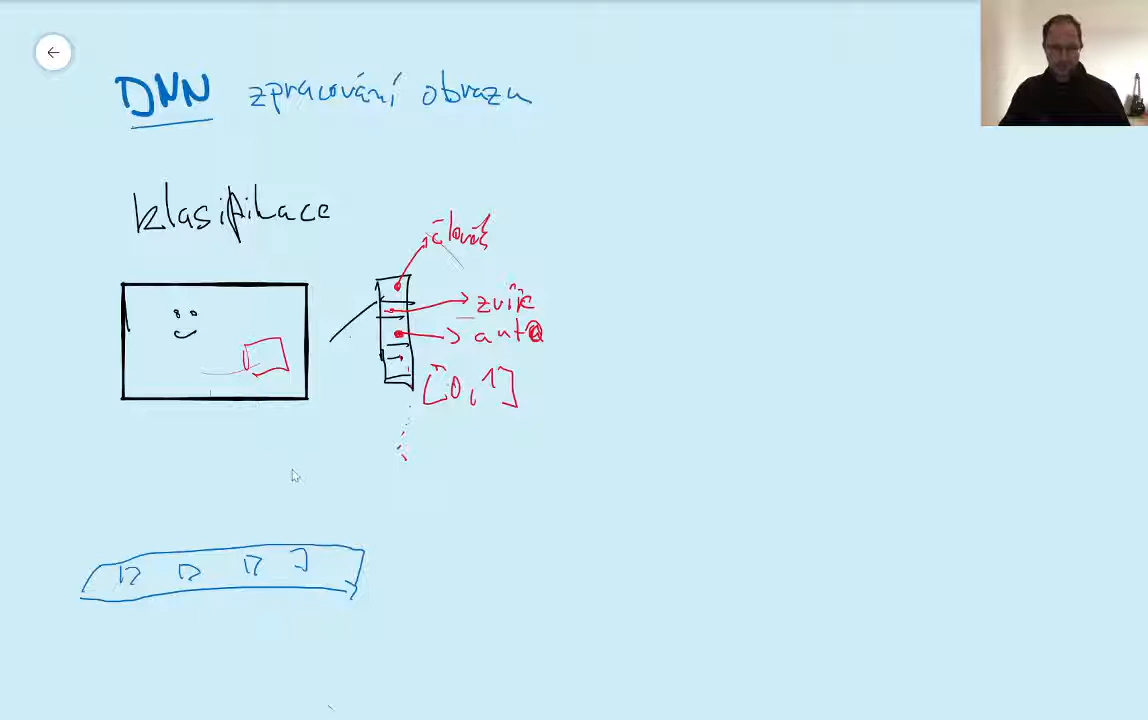 DNN zpracování obrazu
klasifikace
člověk
zvíře
auto
[0,1]